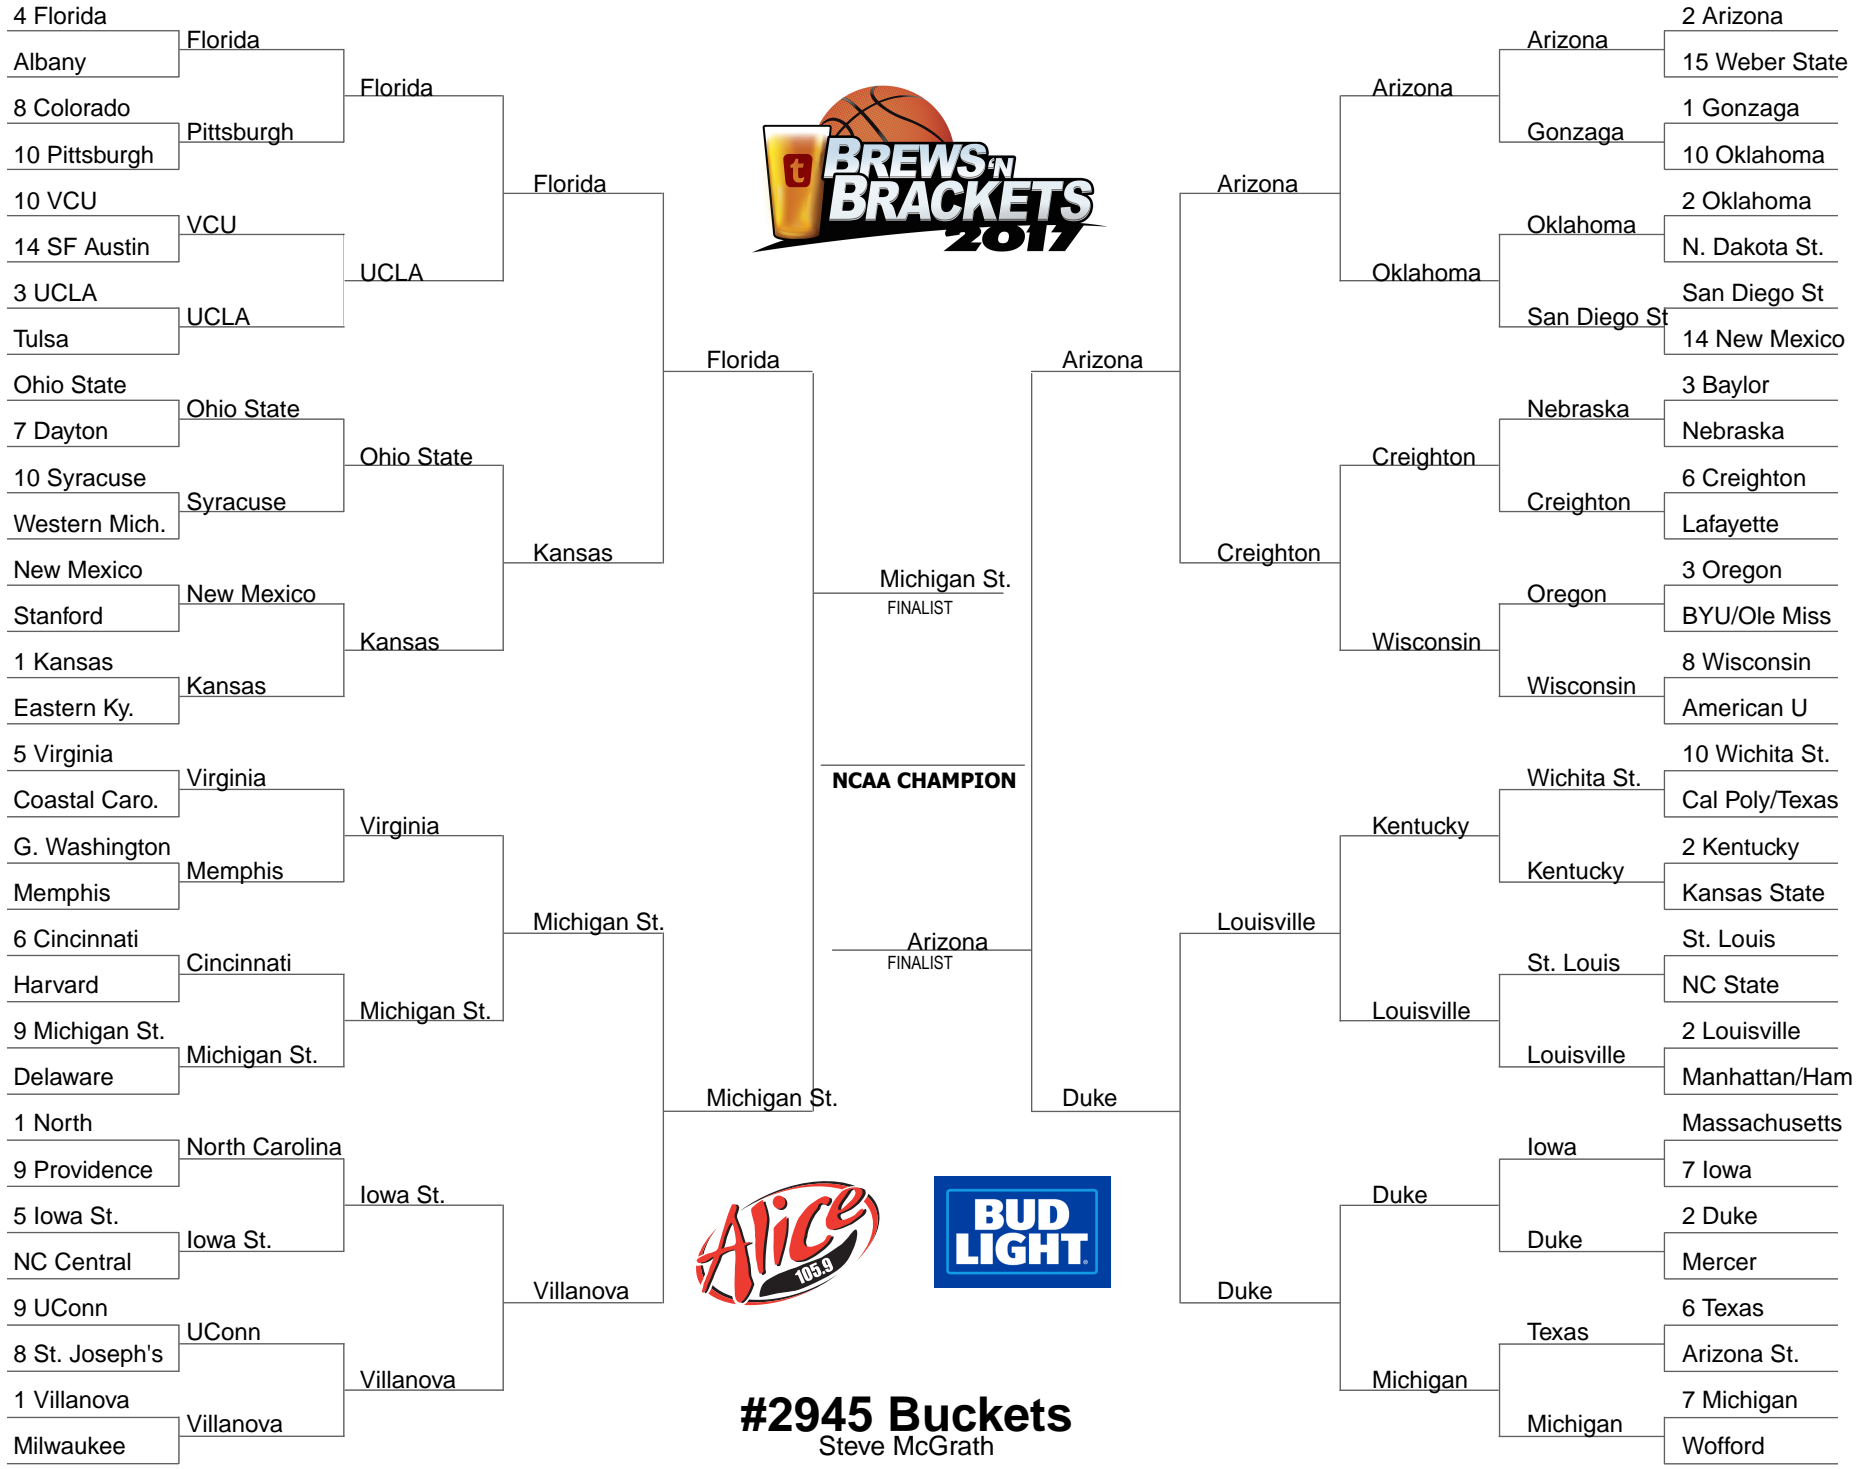 4 Florida
Albany
8 Colorado
10 Pittsburgh
10 VCU
14 SF Austin
3 UCLA
Tulsa
Ohio State
7 Dayton
10 Syracuse
Western Mich.
New Mexico
Stanford
1 Kansas
Eastern Ky.
5 Virginia
Coastal Caro.
G. Washington
Memphis
6 Cincinnati
Harvard
9 Michigan St.
Delaware
1 North
9 Providence
5 Iowa St.
NC Central
9 UConn
8 St. Joseph's
1 Villanova
Milwaukee
Florida
Pittsburgh
VCU
UCLA
Ohio State
Syracuse
New Mexico
Kansas
Virginia
Memphis
Cincinnati
Michigan St.
North Carolina
Iowa St.
UConn
Villanova
Florida
UCLA
Ohio State
Kansas
Virginia
Michigan St.
Iowa St.
Villanova
Florida
Kansas
Michigan St.
Villanova
Florida
Michigan St.
t
BREWS 'N
BRACKETS
2017
Michigan St.
FINALIST
NCAA CHAMPION
Arizona
FINALIST
Alice
105.9
BUD
LIGHT
#2945 Buckets
Steve McGrath
Arizona
Duke
Arizona
Creighton
Louisville
Duke
Arizona
Oklahoma
Creighton
Wisconsin
Kentucky
Louisville
Duke
Michigan
Arizona
Gonzaga
Oklahoma
San Diego St
Nebraska
Creighton
Oregon
Wisconsin
Wichita St.
Kentucky
St. Louis
Louisville
Iowa
Duke
Texas
Michigan
2 Arizona
15 Weber State
1 Gonzaga
10 Oklahoma
2 Oklahoma
N. Dakota St.
San Diego St
14 New Mexico
3 Baylor
Nebraska
6 Creighton
Lafayette
3 Oregon
BYU/Ole Miss
8 Wisconsin
American U
10 Wichita St.
Cal Poly/Texas
2 Kentucky
Kansas State
St. Louis
NC State
2 Louisville
Manhattan/Ham
Massachusetts
7 Iowa
2 Duke
Mercer
6 Texas
Arizona St.
7 Michigan
Wofford